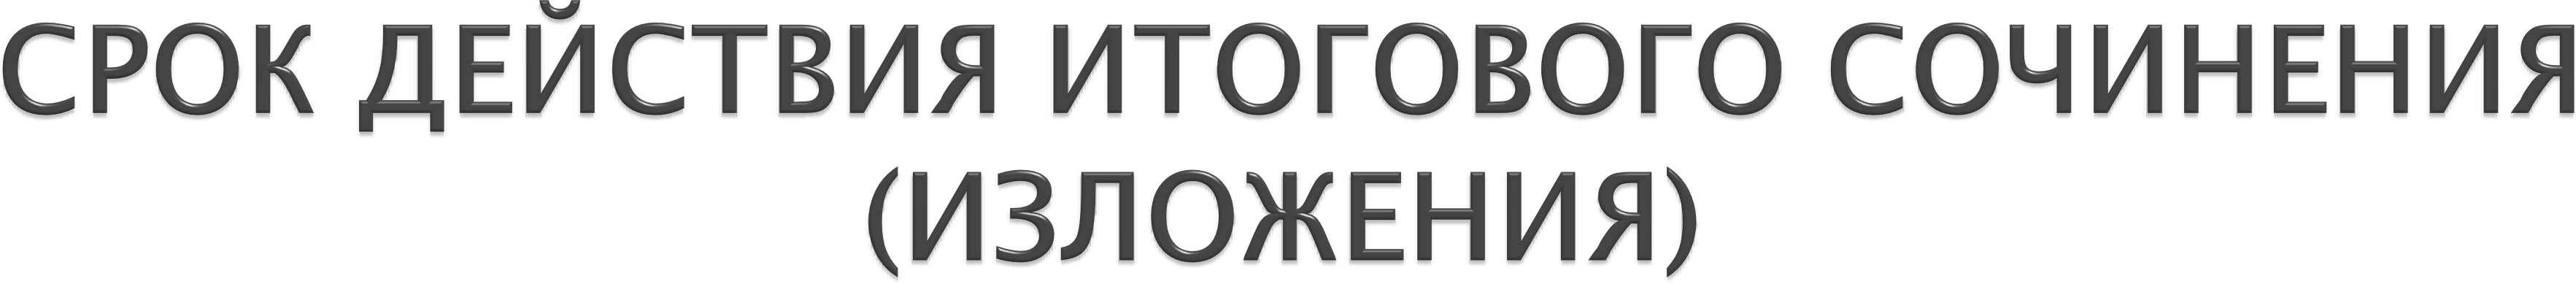 СРОК ДЕЙСТВИЯ ИТОГОВОГО СОЧИНЕНИЯ
(ИЗЛОЖЕНИЯ)